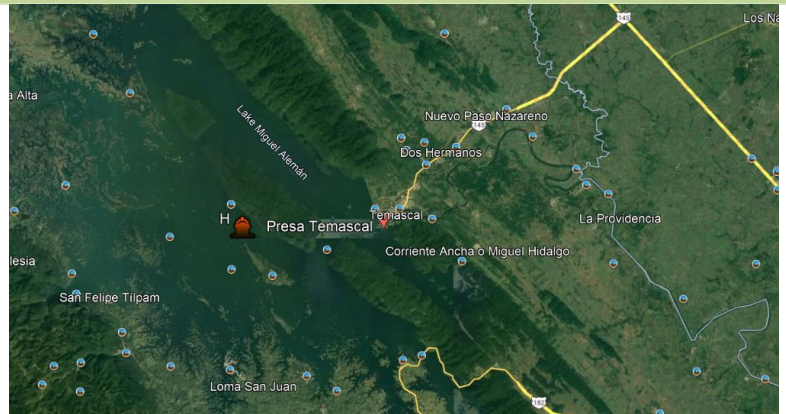 145
Los Na
a Alta
Lake Miguel Alemán
Nuevo Paso Nazareno
145
Dos Hermanos
H
Presa Temascal
Temascal
La Providencia
Corriente Ancha o Miguel Hidalgo
lesia
San Felipe Tilpam
Loma San Juan
182